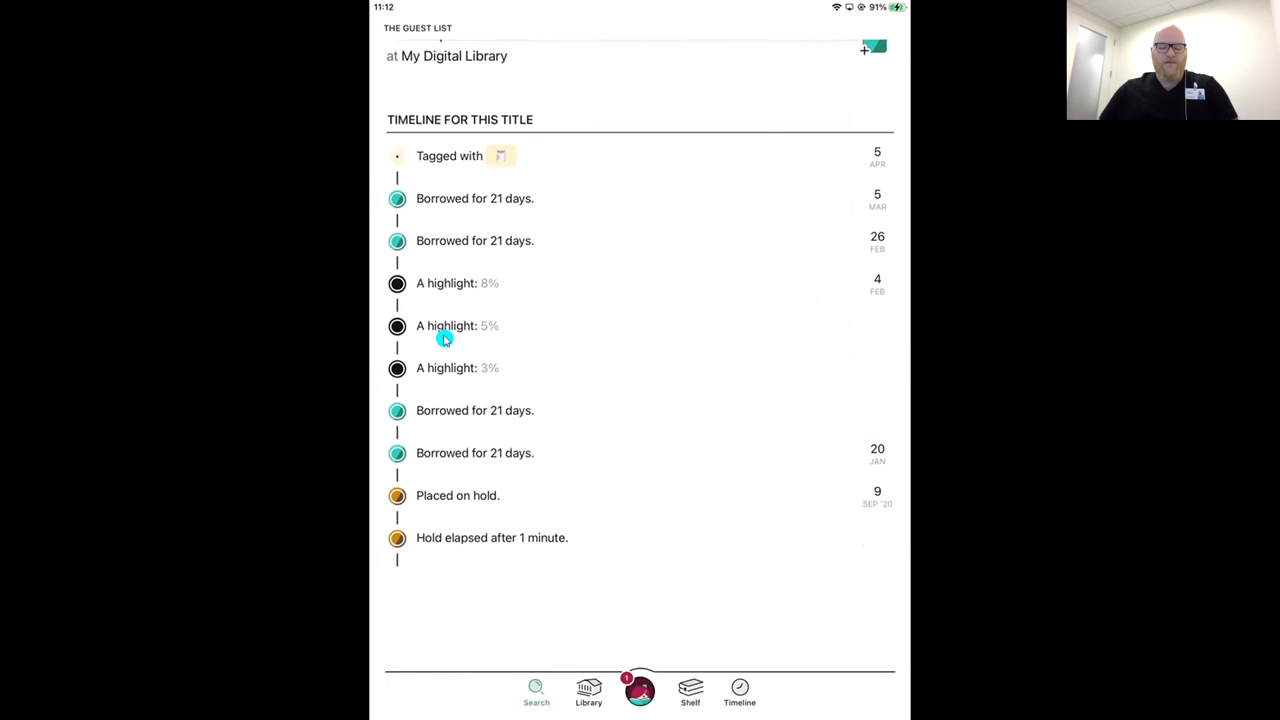 11:12
91%
THE GUEST LIST
at My Digital Library
TIMELINE FOR THIS TITLE
Tagged with
5 APR
Borrowed for 21 days.
5 MAR
Borrowed for 21 days.
26 FEB
A highlight: 8%
4 FEB
A highlight: 5%
A highlight: 3%
Borrowed for 21 days.
Borrowed for 21 days.
20 JAN
Placed on hold.
9 SEP '20
Hold elapsed after 1 minute.
1
Search
Library
Shelf
Timeline